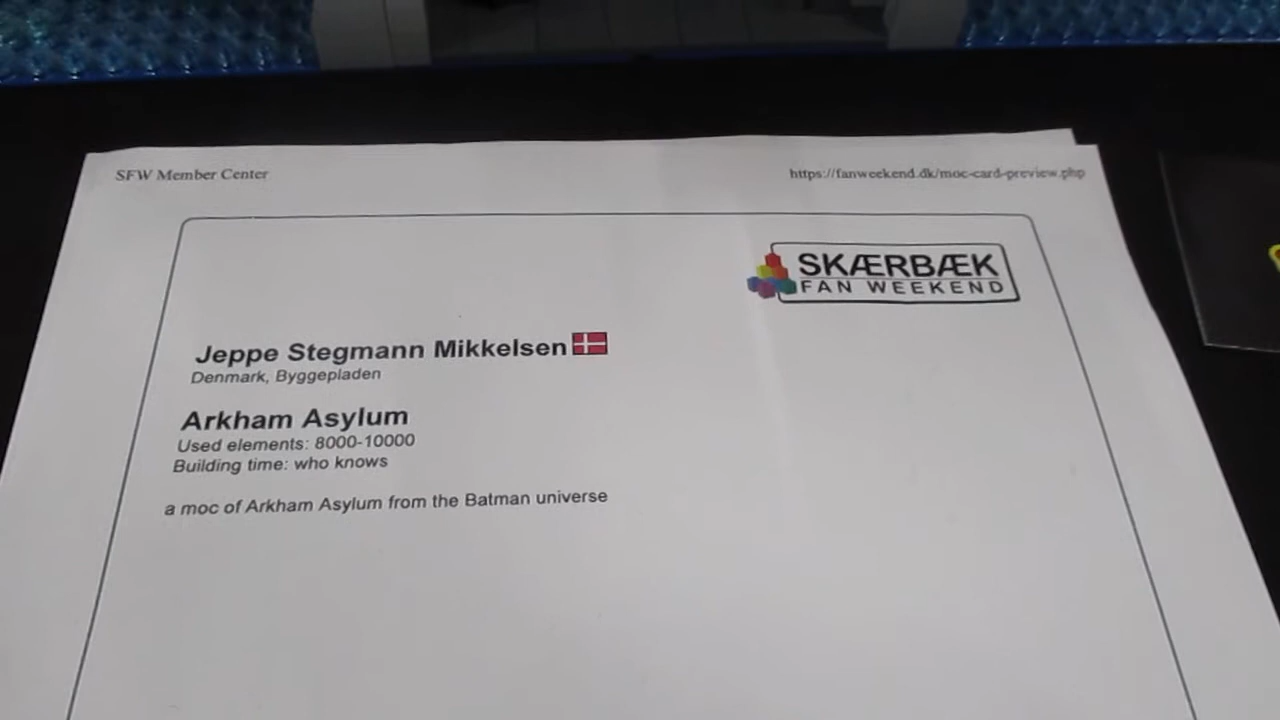 SFW Member Center
https://fanweekend.dk/moc-card-preview.php
SKÆRBÆK
FAN WEEKEND
Jeppe Stegmann Mikkelsen
Denmark, Byggepladen
Arkham Asylum
Used elements: 8000-10000
Building time: who knows
a moc of Arkham Asylum from the Batman universe